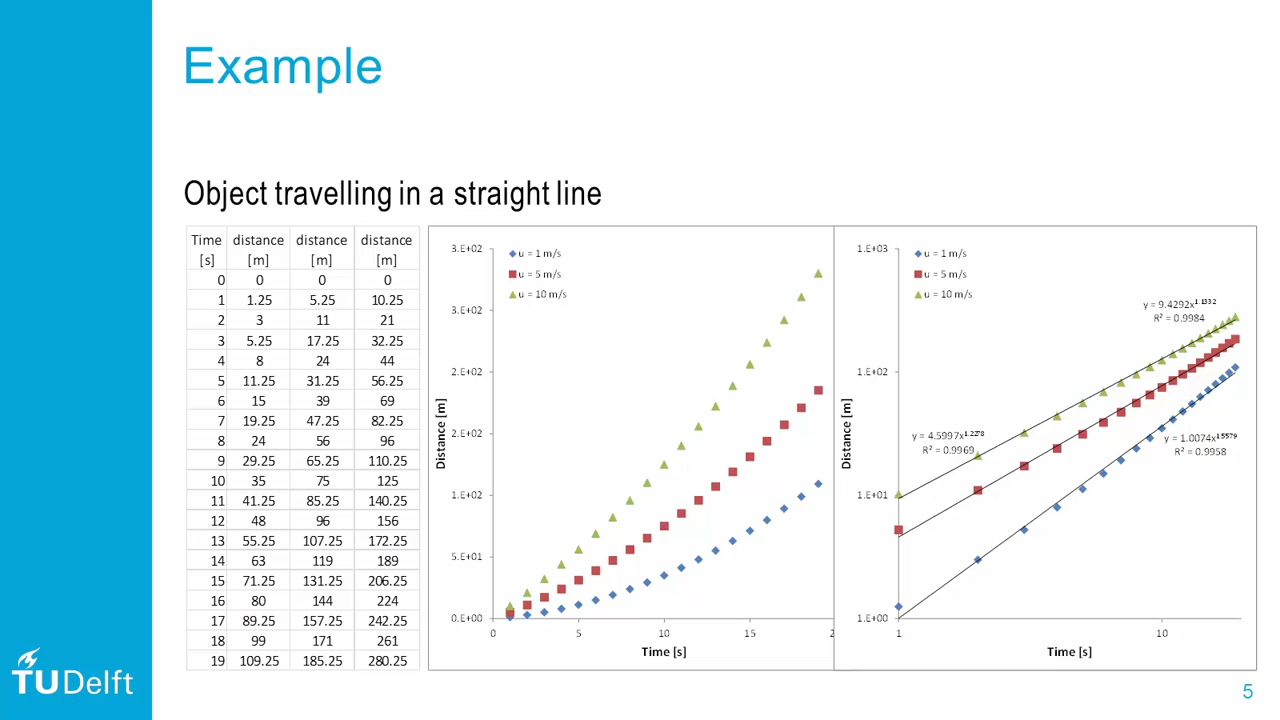 Example
Object travelling in a straight line
Time distance distance distance
[s] [m] [m] [m]
0 0 0 0
1 1.25 5.25 10.25
2 3 11 21
3 5.25 17.25 32.25
4 8 24 44
5 11.25 31.25 56.25
6 15 39 69
7 19.25 47.25 82.25
8 24 56 96
9 29.25 65.25 110.25
10 35 75 125
11 41.25 85.25 140.25
12 48 96 156
13 55.25 107.25 172.25
14 63 119 189
15 71.25 131.25 206.25
16 80 144 224
17 89.25 157.25 242.25
18 99 171 261
19 109.25 185.25 280.25
Distance [m]
3.E+02
3.E+02
2.E+02
2.E+02
1.E+02
5.E+01
0.E+00
u = 1 m/s
u = 5 m/s
u = 10 m/s
0 5 10 15 2
Time [s]
Distance [m]
1.E+03
1.E+02
1.E+01
1.E+00
u = 1 m/s
u = 5 m/s
u = 10 m/s
y = 9.4292x^1.1332
R² = 0.9984
y = 4.5997x^1.2278
R² = 0.9969
y = 1.0074x^1.5579
R² = 0.9958
1 10
Time [s]
TU Delft
5